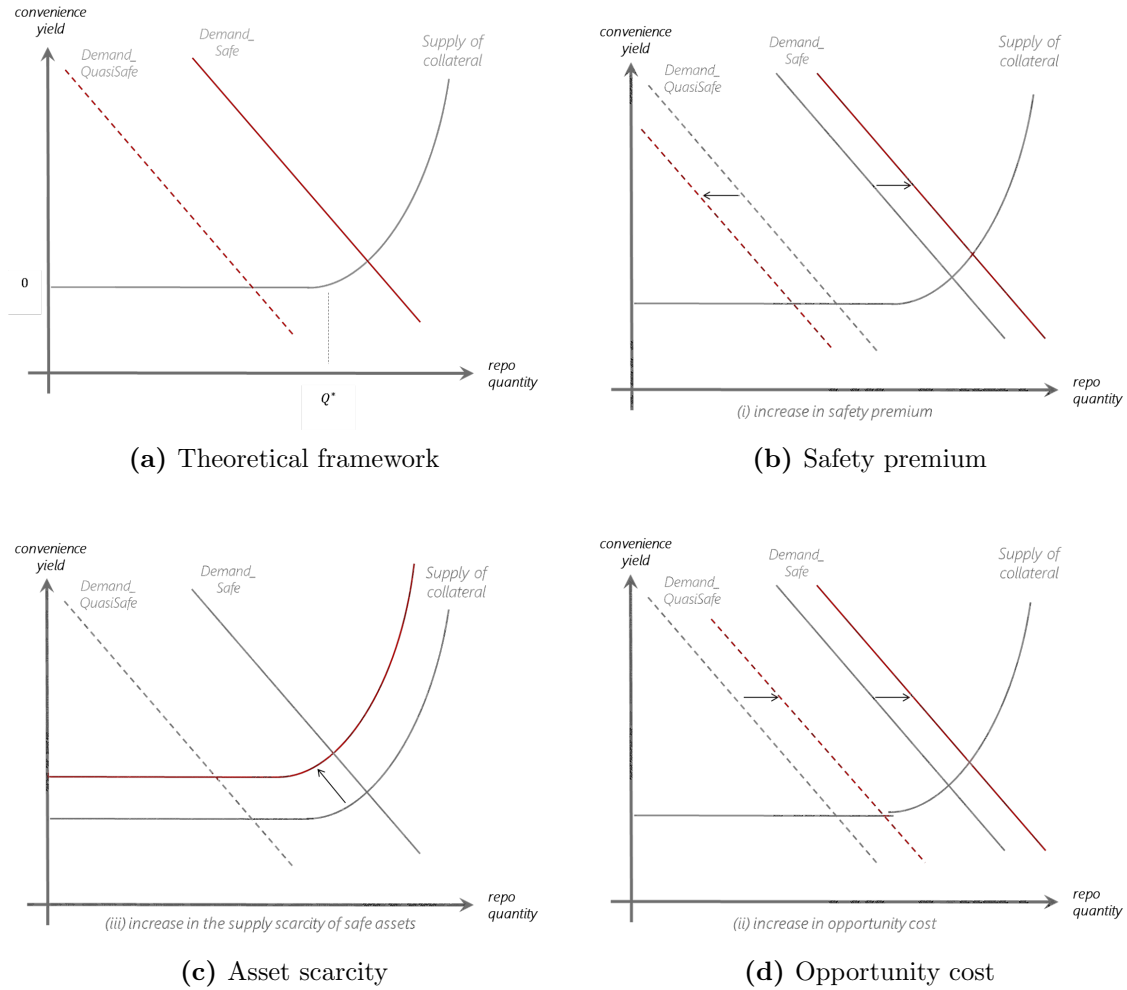 convenience
yield
Demand_
QuasiSafe
Demand_
Safe
Supply of
collateral
0
Q*
repo
quantity
(a) Theoretical framework
convenience
yield
Demand_
QuasiSafe
Demand_
Safe
Supply of
collateral
repo
quantity
(i) increase in safety premium
(b) Safety premium
convenience
yield
Demand_
QuasiSafe
Demand_
Safe
Supply of
collateral
repo
quantity
(iii) increase in the supply scarcity of safe assets
(c) Asset scarcity
convenience
yield
Demand_
QuasiSafe
Demand_
Safe
Supply of
collateral
repo
quantity
(ii) increase in opportunity cost
(d) Opportunity cost